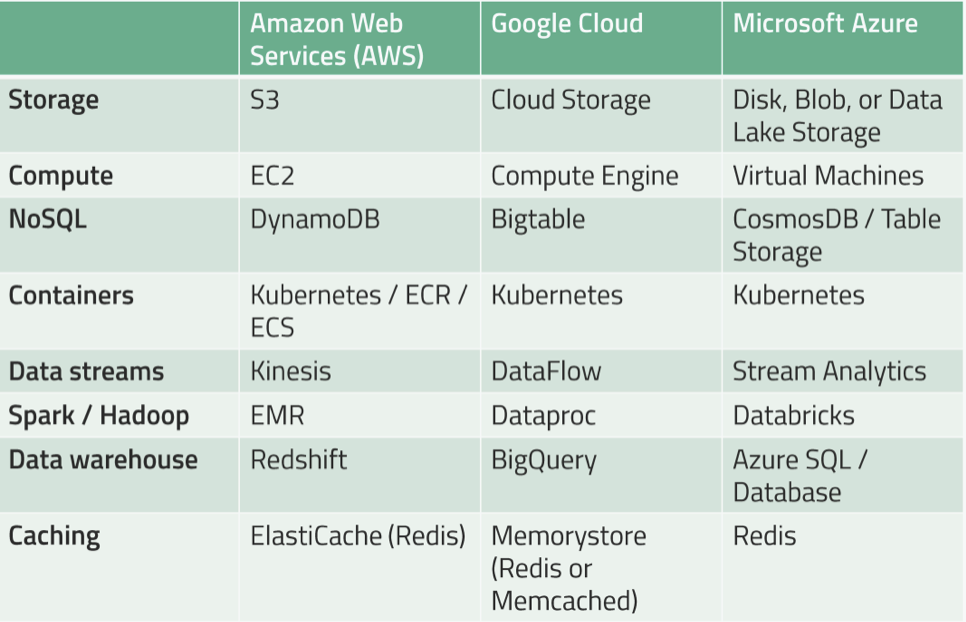 Amazon Web Services (AWS) Google Cloud Microsoft Azure
Storage S3 Cloud Storage Disk, Blob, or Data Lake Storage
Compute EC2 Compute Engine Virtual Machines
NoSQL DynamoDB Bigtable CosmosDB / Table Storage
Containers Kubernetes / ECR / ECS Kubernetes Kubernetes
Data streams Kinesis DataFlow Stream Analytics
Spark / Hadoop EMR Dataproc Databricks
Data warehouse Redshift BigQuery Azure SQL / Database
Caching ElastiCache (Redis) Memorystore (Redis or Memcached) Redis